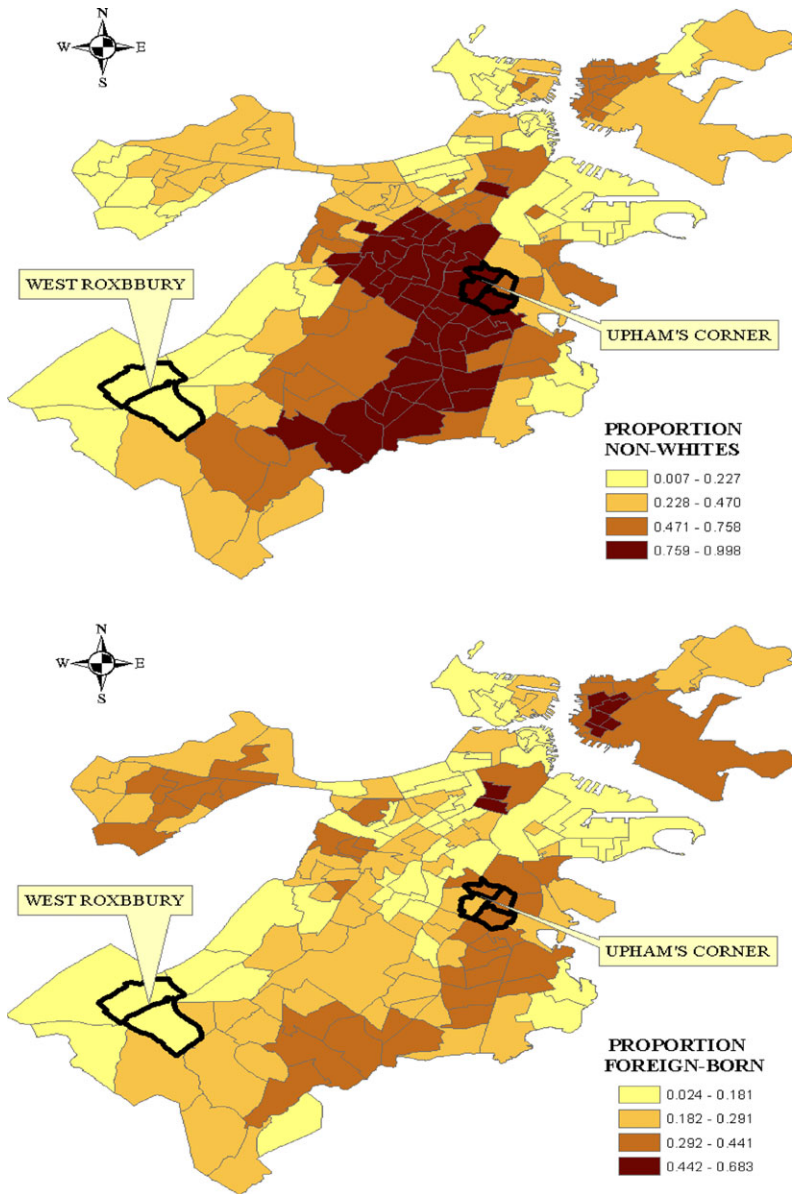 N
W E
S
WEST ROXBBURY
UPHAM'S CORNER
PROPORTION
NON-WHITES
0.007 - 0.227
0.228 - 0.470
0.471 - 0.758
0.759 - 0.998
N
W E
S
WEST ROXBBURY
UPHAM'S CORNER
PROPORTION
FOREIGN-BORN
0.024 - 0.181
0.182 - 0.291
0.292 - 0.441
0.442 - 0.683